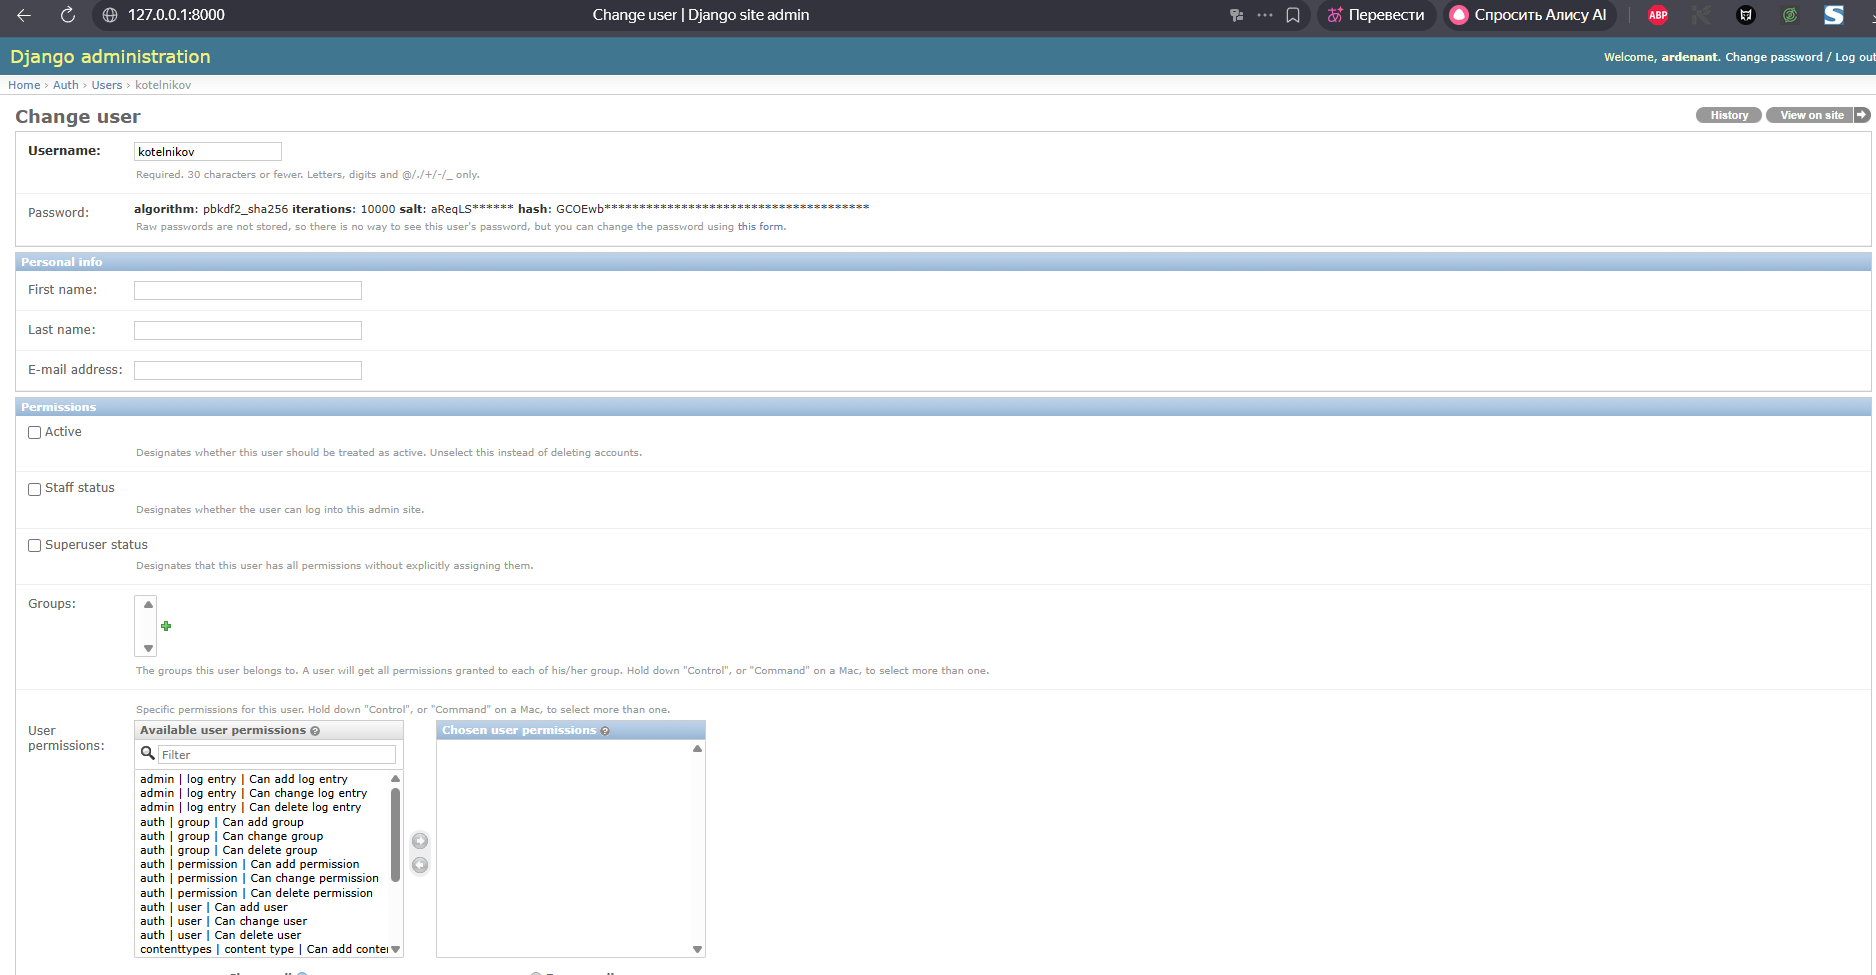 127.0.0.1:8000
Change user | Django site admin
Перевести
Спросить Алису AI
ABP
Django administration
Welcome, ardenant. Change password / Log out
Home › Auth › Users › kotelnikov
Change user
History
View on site
Username:
kotelnikov
Required. 30 characters or fewer. Letters, digits and @/./+/-/_ only.
Password:
algorithm: pbkdf2_sha256 iterations: 10000 salt: aReqLS****** hash: GCOEwb**************************************
Raw passwords are not stored, so there is no way to see this user's password, but you can change the password using this form.
Personal info
First name:
Last name:
E-mail address:
Permissions
Active
Designates whether this user should be treated as active. Unselect this instead of deleting accounts.
Staff status
Designates whether the user can log into this admin site.
Superuser status
Designates that this user has all permissions without explicitly assigning them.
Groups:
The groups this user belongs to. A user will get all permissions granted to each of his/her group. Hold down "Control", or "Command" on a Mac, to select more than one.
Specific permissions for this user. Hold down "Control", or "Command" on a Mac, to select more than one.
User permissions:
Available user permissions
Filter
admin | log entry | Can add log entry
admin | log entry | Can change log entry
admin | log entry | Can delete log entry
auth | group | Can add group
auth | group | Can change group
auth | group | Can delete group
auth | permission | Can add permission
auth | permission | Can change permission
auth | permission | Can delete permission
auth | user | Can add user
auth | user | Can change user
auth | user | Can delete user
contenttypes | content type | Can add conte
Chosen user permissions